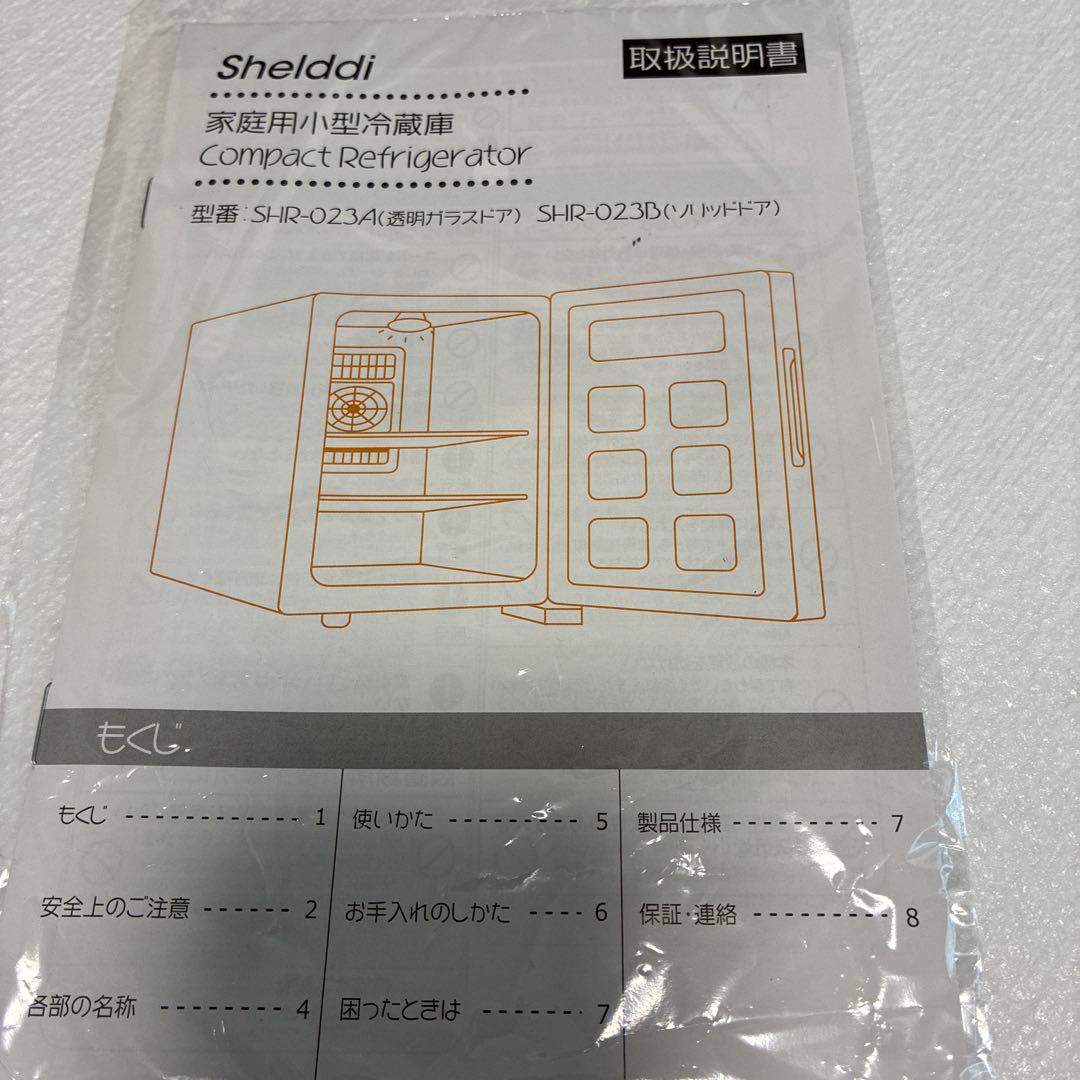 Shelddi
取扱説明書
家庭用小型冷蔵庫
Compact Refrigerator
型番：SHR-023A（透明ガラスドア） SHR-023B（ソリッドドア）
もくじ
もくじ ------------ 1
安全上のご注意 ------- 2
各部の名称 -------- 4
使いかた --------- 5
お手入れのしかた ---- 6
困ったときは ------- 7
製品仕様 ---------- 7
保証・連絡 --------- 8